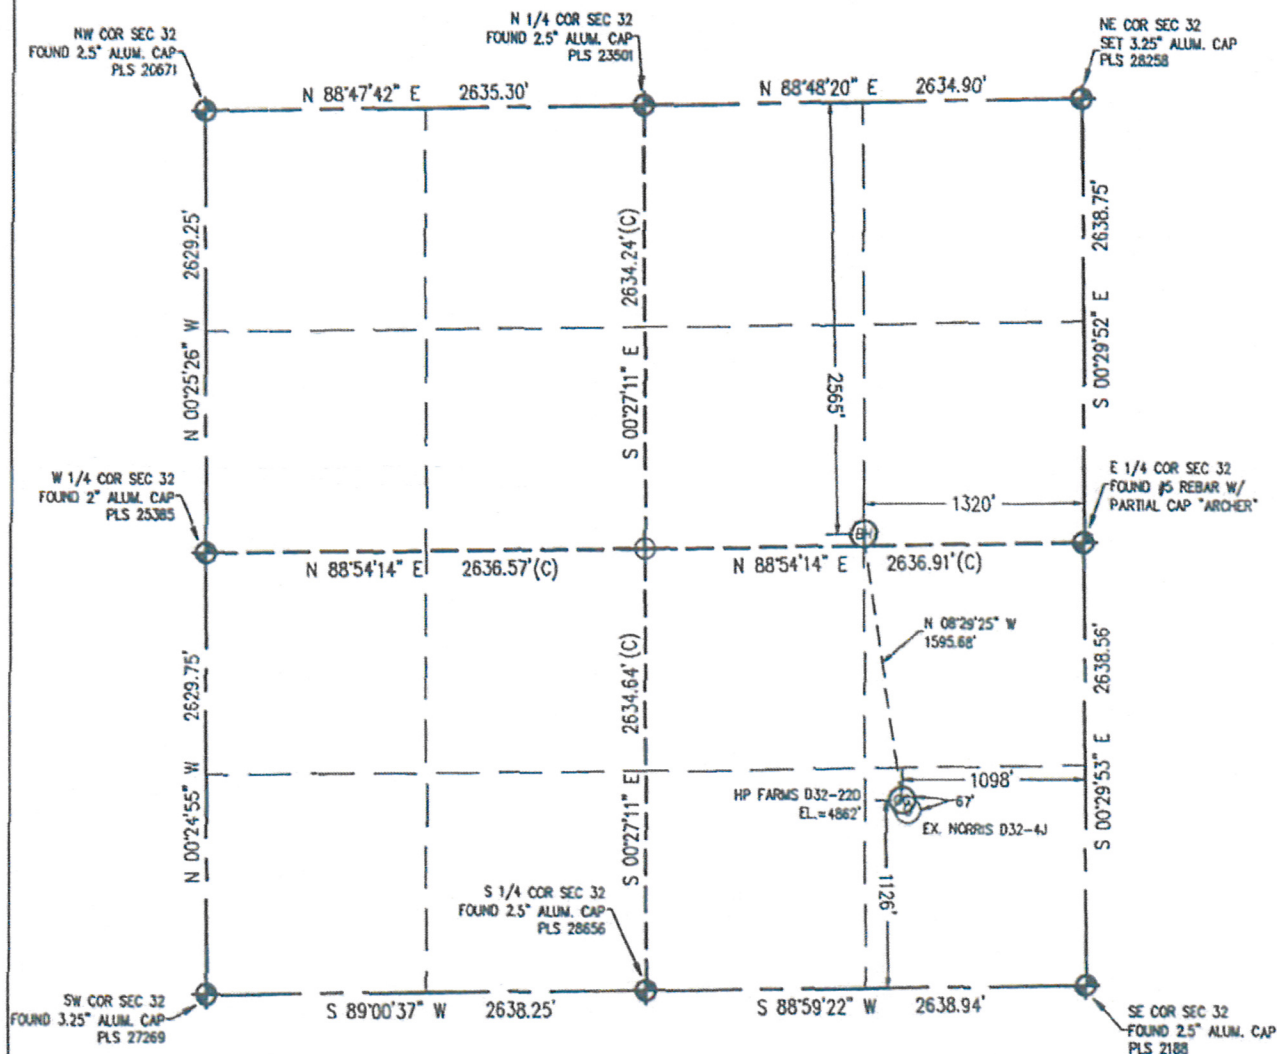 NW COR SEC 32
FOUND 2.5" ALUM. CAP
PLS 20671
N 1/4 COR SEC 32
FOUND 2.5" ALUM. CAP
PLS 23501
NE COR SEC 32
SET 3.25" ALUM. CAP
PLS 28258
N 88°47'42" E 2635.30'
N 88°48'20" E 2634.90'
N 00°25'26" W 2629.25'
S 00°27'11" E 2634.24'(C)
2565'
S 00°29'52" E 2638.75'
W 1/4 COR SEC 32
FOUND 2" ALUM. CAP
PLS 25385
E 1/4 COR SEC 32
FOUND #5 REBAR W/
PARTIAL CAP "ARCHER"
1320'
BH
N 88°54'14" E 2636.57'(C)
N 88°54'14" E 2636.91'(C)
N 08°29'25" W
1595.68'
N 00°24'55" W 2629.75'
S 00°27'11" E 2634.64'(C)
S 00°29'53" E 2638.56'
1098'
HP FARMS D32-22D
EL.=4862'
67'
EX. NORRIS D32-4J
1126'
S 1/4 COR SEC 32
FOUND 2.5" ALUM. CAP
PLS 28656
SW COR SEC 32
FOUND 3.25" ALUM. CAP
PLS 27269
S 89°00'37" W 2638.25'
S 88°59'22" W 2638.94'
SE COR SEC 32
FOUND 2.5" ALUM. CAP
PLS 2188